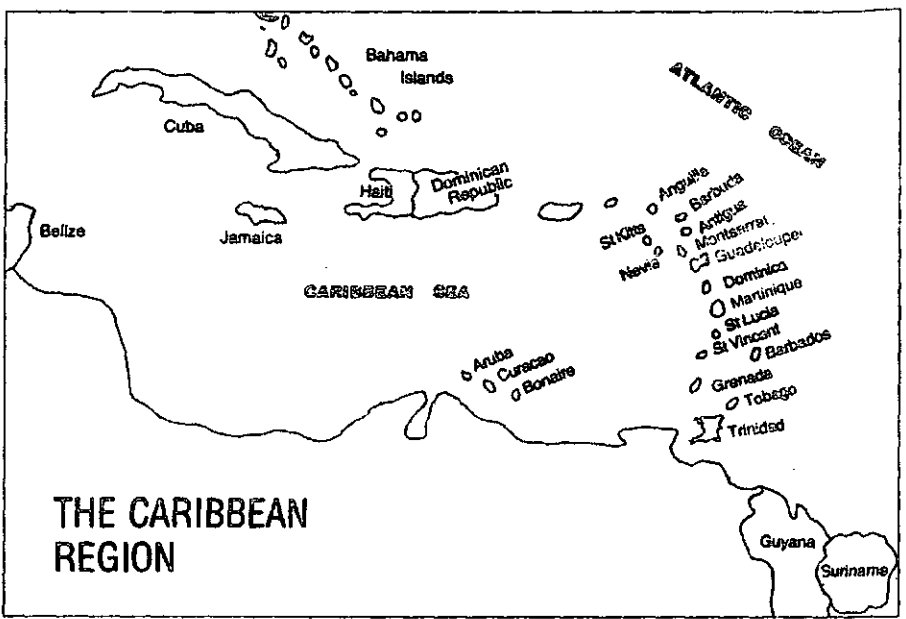 Bahama
Islands
ATLANTIC OCEAN
Cuba
Haiti
Dominican
Republic
Anguilla
Barbuda
Antigua
Montserrat
Guadeloupe
St Kitts
Nevis
Belize
Jamaica
CARIBBEAN SEA
Dominica
Martinique
St Lucia
St Vincent
Barbados
Aruba
Curacao
Bonaire
Grenada
Tobago
Trinidad
THE CARIBBEAN
REGION
Guyana
Suriname